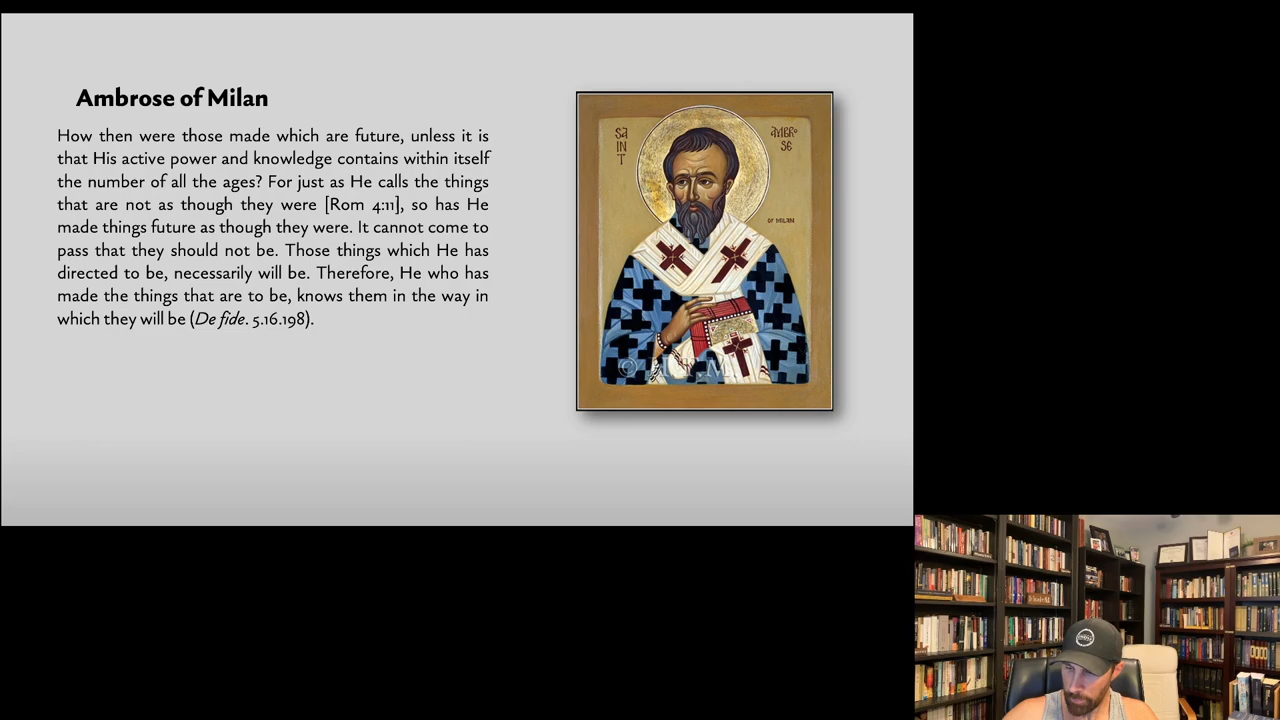 Ambrose of Milan
How then were those made which are future, unless it is
that His active power and knowledge contains within itself
the number of all the ages? For just as He calls the things
that are not as though they were [Rom 4:11], so has He
made things future as though they were. It cannot come to
pass that they should not be. Those things which He has
directed to be, necessarily will be. Therefore, He who has
made the things that are to be, knows them in the way in
which they will be (De fide. 5.16.198).
SA
IN
T
AMBRO
SE
OF MILAN